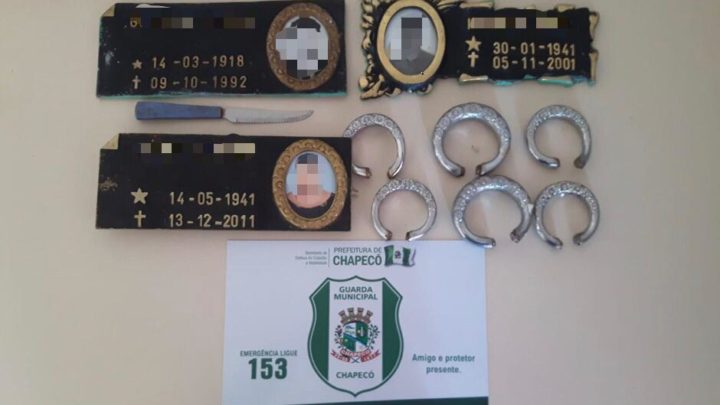 14-03-1918
09-10-1992
30-01-1941
05-11-2001
14-05-1941
13-12-2011
PREFEITURA DE
CHAPECÓ
GUARDA
MUNICIPAL
CHAPECÓ
EMERGÊNCIA LIGUE
153
Amigo e protetor
presente.